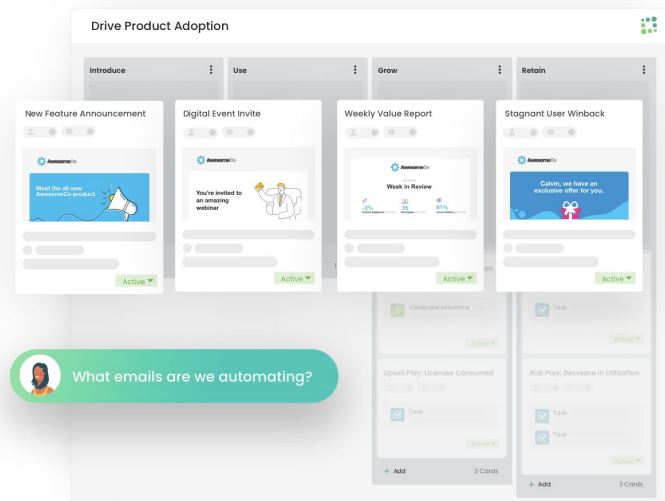 Drive Product Adoption
Introduce
Use
Grow
Retain
New Feature Announcement
AwesomeCo
Meet the all new
AwesomeCo product.
Active
Digital Event Invite
AwesomeCo
You're invited to
an amazing
webinar
Active
Weekly Value Report
AwesomeCo
Week in Review
-3%
35
81%
Active
Stagnant User Winback
AwesomeCo
Calvin, we have an
exclusive offer for you.
Active
Celebrate Milestone
Active
Task
Active
What emails are we automating?
Upsell Play: Licenses Consumed
Task
Active
+ Add
3 Cards
Risk Play: Decrease in Utilization
Task
Task
Active
+ Add
3 Cards